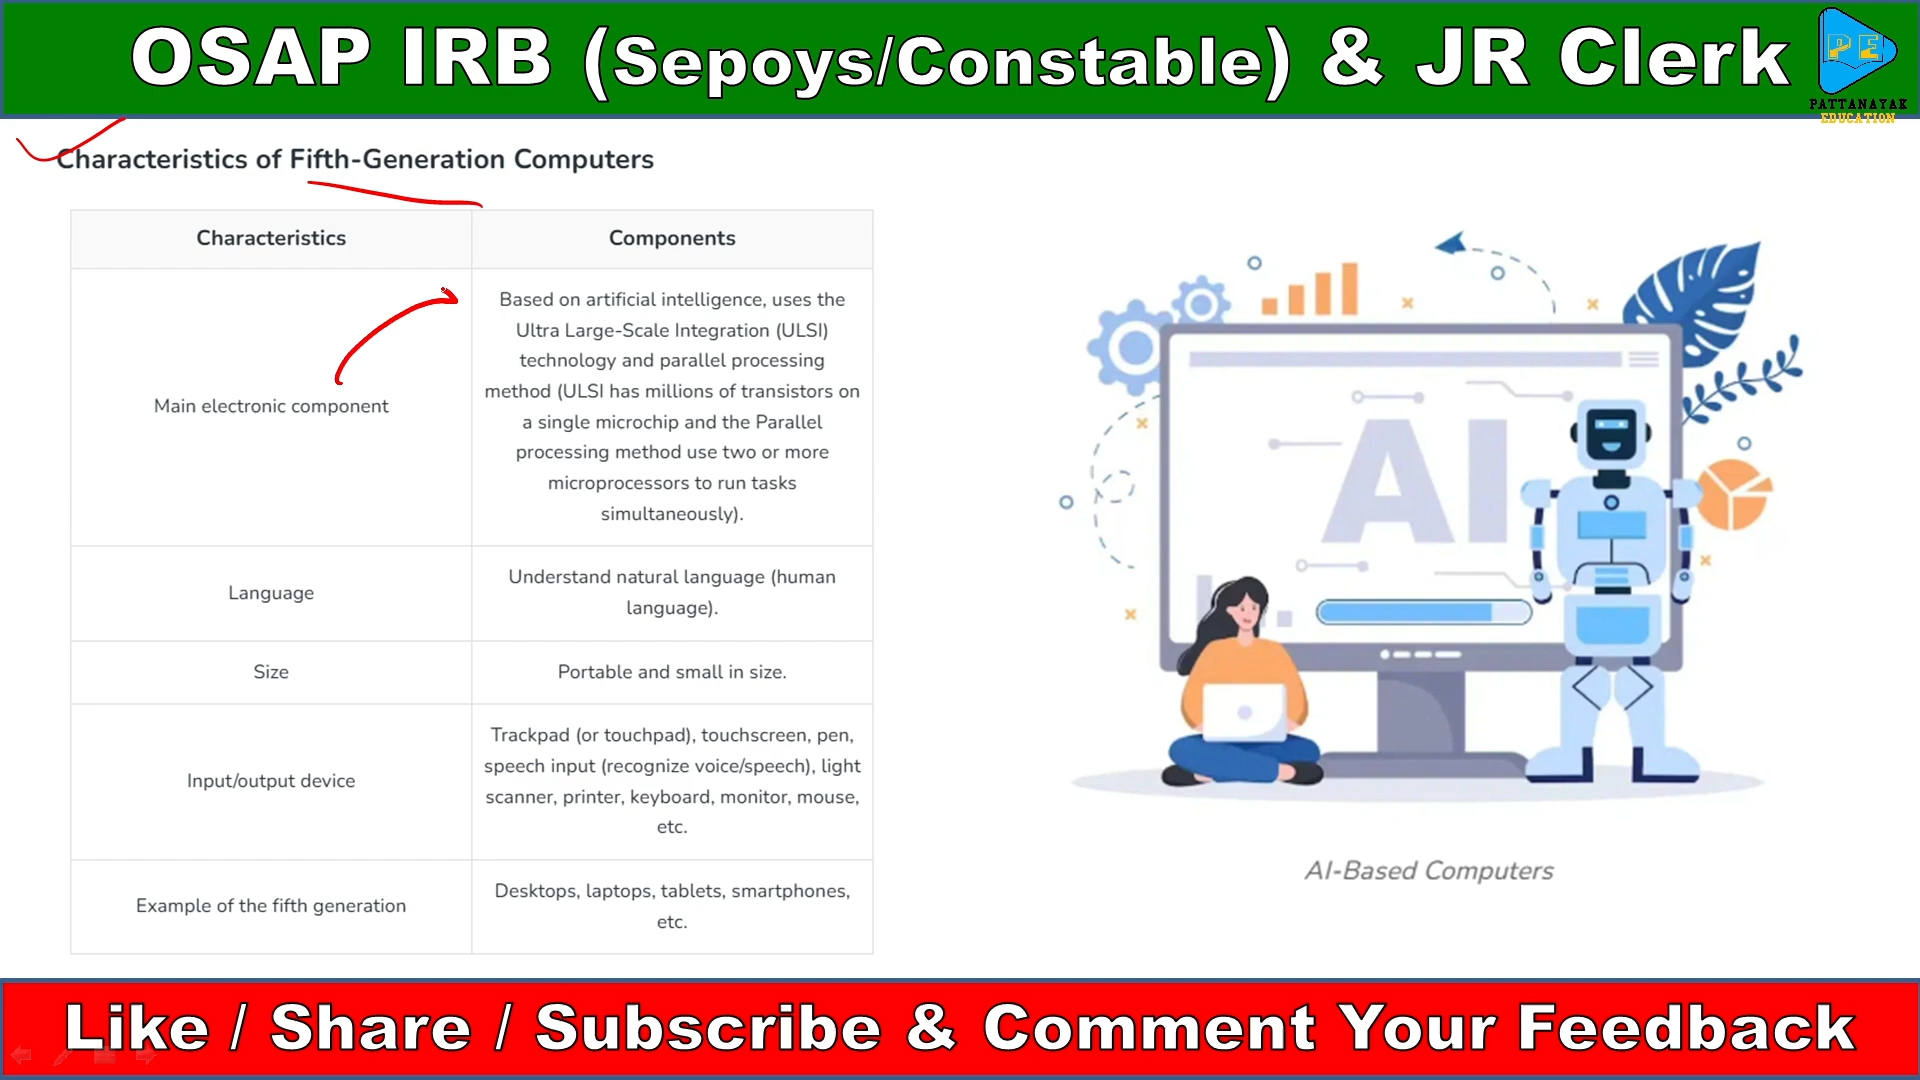 OSAP IRB (Sepoys/Constable) & JR Clerk
PE
PATTANAYAK
EDUCATION
Characteristics of Fifth-Generation Computers
Characteristics
Components
Main electronic component
Based on artificial intelligence, uses the
Ultra Large-Scale Integration (ULSI)
technology and parallel processing
method (ULSI has millions of transistors on
a single microchip and the Parallel
processing method use two or more
microprocessors to run tasks
simultaneously).
Language
Understand natural language (human
language).
Size
Portable and small in size.
Input/output device
Trackpad (or touchpad), touchscreen, pen,
speech input (recognize voice/speech), light
scanner, printer, keyboard, monitor, mouse,
etc.
Example of the fifth generation
Desktops, laptops, tablets, smartphones,
etc.
AI
AI-Based Computers
Like / Share / Subscribe & Comment Your Feedback